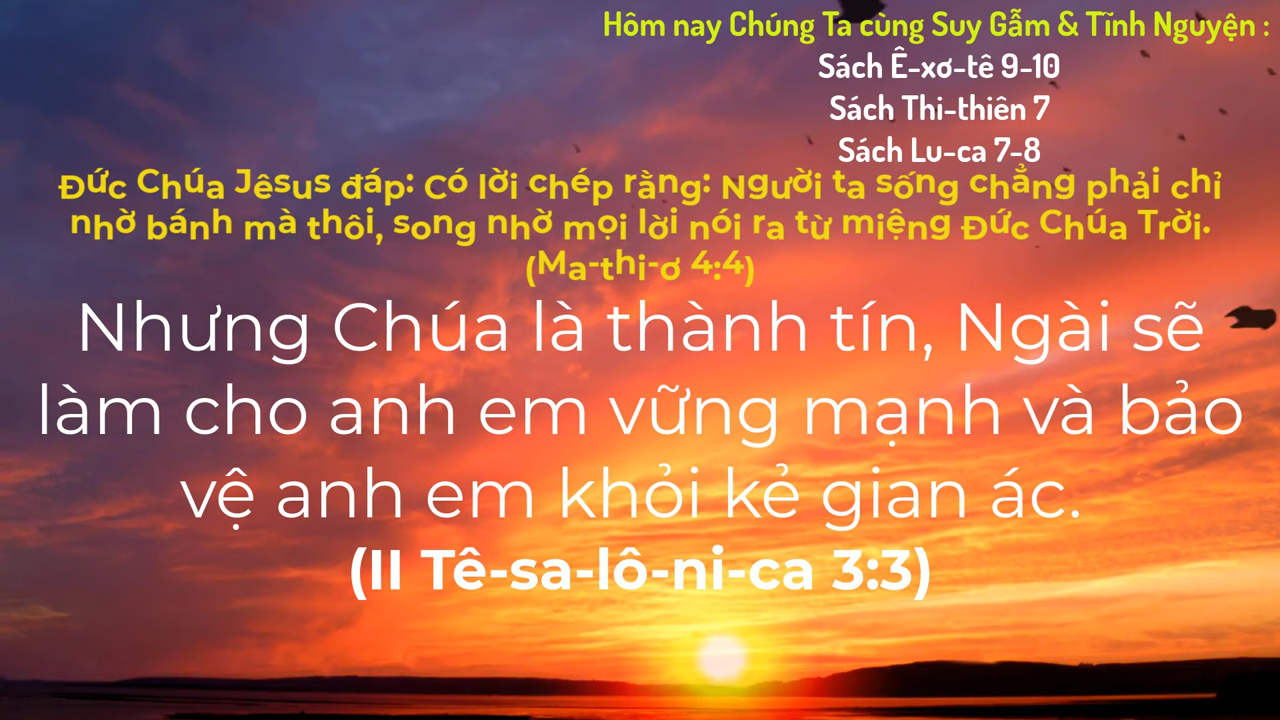 Hôm nay Chúng Ta cùng Suy Gẫm & Tĩnh Nguyện :
Sách Ê-xơ-tê 9-10
Sách Thi-thiên 7
Sách Lu-ca 7-8
Đức Chúa Jêsus đáp: Có lời chép rằng: Người ta sống chẳng phải chỉ
nhờ bánh mà thôi, song nhờ mọi lời nói ra từ miệng Đức Chúa Trời.
(Ma-thi-ơ 4:4)
Nhưng Chúa là thành tín, Ngài sẽ
làm cho anh em vững mạnh và bảo
vệ anh em khỏi kẻ gian ác.
(II Tê-sa-lô-ni-ca 3:3)